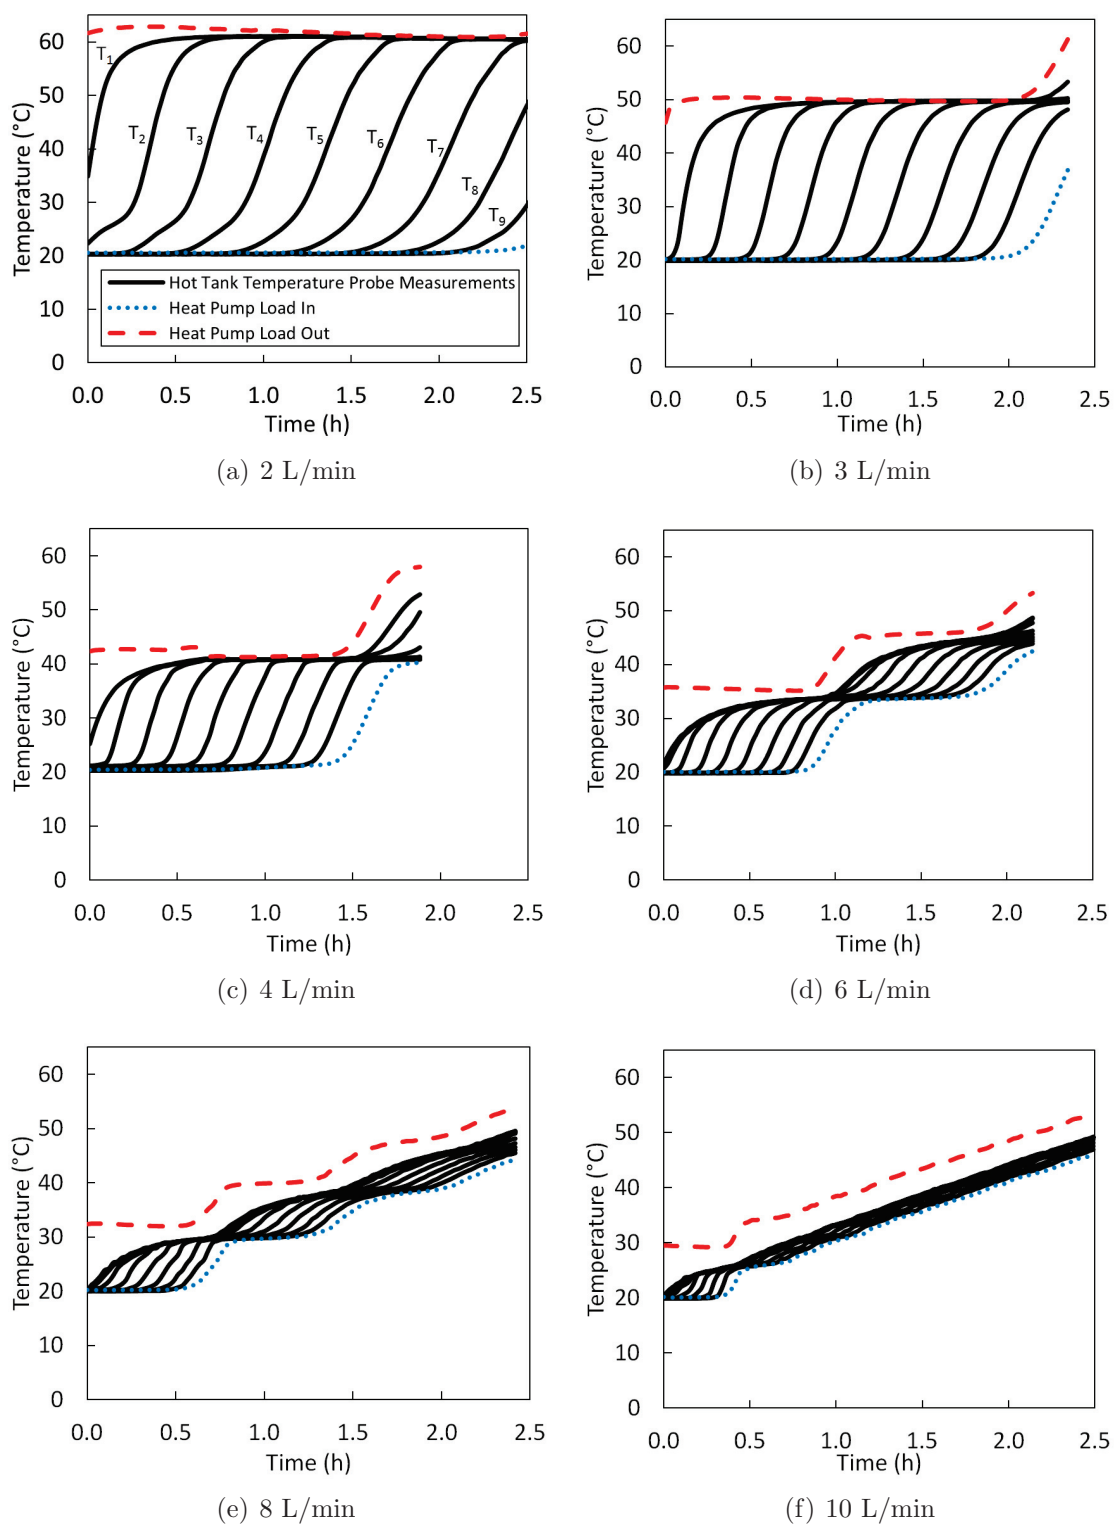 Temperature (°C)
60
50
40
30
20
10
0
T1
T2
T3
T4
T5
T6
T7
T8
T9
Hot Tank Temperature Probe Measurements
Heat Pump Load In
Heat Pump Load Out
0.0 0.5 1.0 1.5 2.0 2.5
Time (h)
(a) 2 L/min
Temperature (°C)
60
50
40
30
20
10
0
0.0 0.5 1.0 1.5 2.0 2.5
Time (h)
(b) 3 L/min
Temperature (°C)
60
50
40
30
20
10
0
0.0 0.5 1.0 1.5 2.0 2.5
Time (h)
(c) 4 L/min
Temperature (°C)
60
50
40
30
20
10
0
0.0 0.5 1.0 1.5 2.0 2.5
Time (h)
(d) 6 L/min
Temperature (°C)
60
50
40
30
20
10
0
0.0 0.5 1.0 1.5 2.0 2.5
Time (h)
(e) 8 L/min
Temperature (°C)
60
50
40
30
20
10
0
0.0 0.5 1.0 1.5 2.0 2.5
Time (h)
(f) 10 L/min